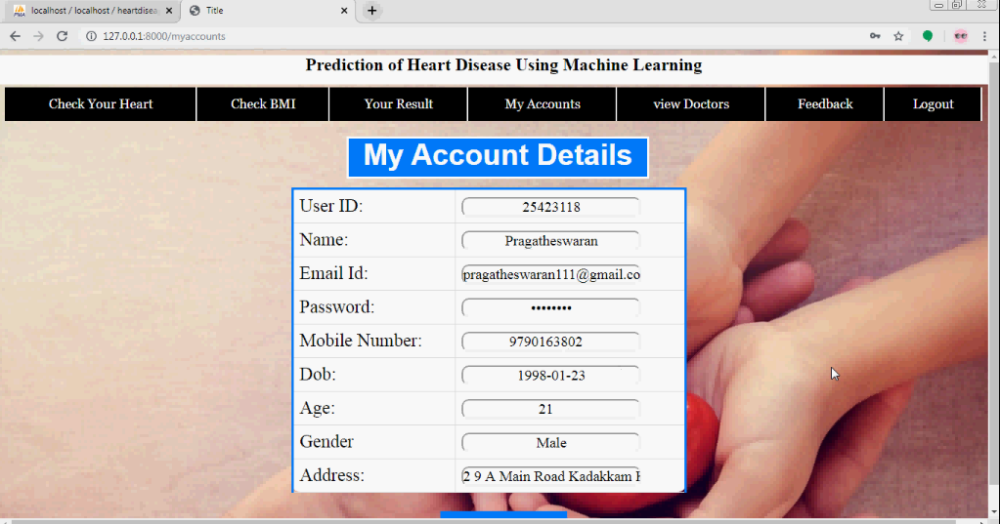 localhost / localhost / heartdisea
Title
127.0.0.1:8000/myaccounts
Prediction of Heart Disease Using Machine Learning
Check Your Heart Check BMI Your Result My Accounts view Doctors Feedback Logout
My Account Details
User ID: 25423118
Name: Pragatheswaran
Email Id: pragatheswaran111@gmail.co
Password: ••••••••
Mobile Number: 9790163802
Dob: 1998-01-23
Age: 21
Gender Male
Address: 2 9 A Main Road Kadakkam